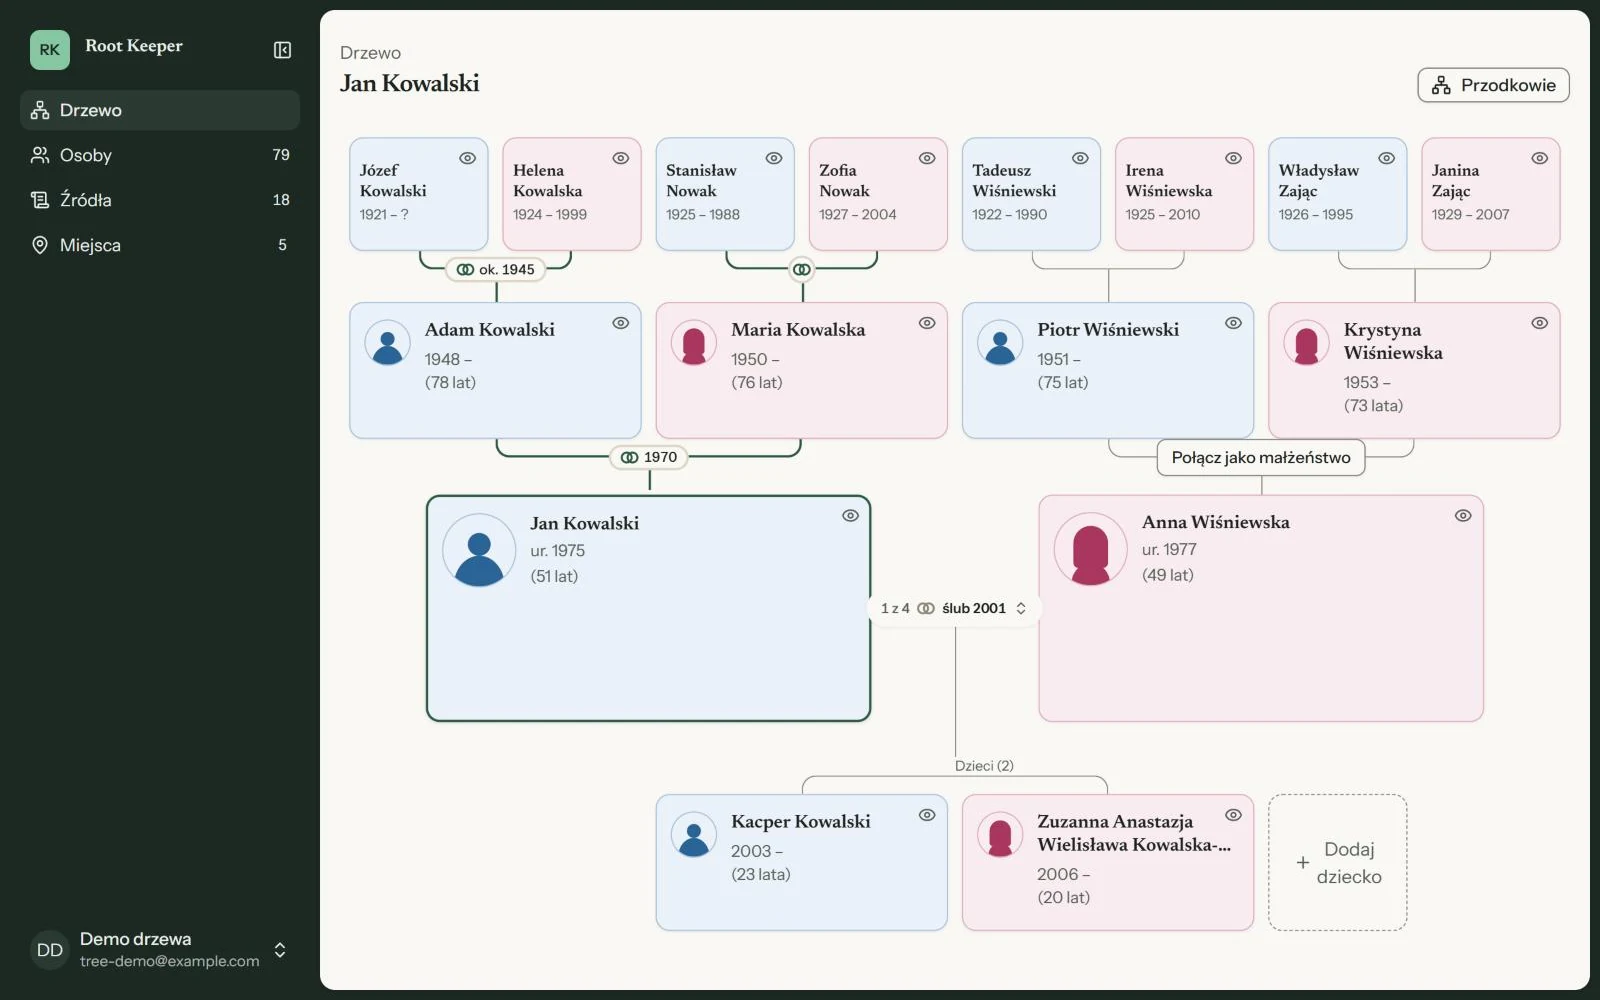 RK
Root Keeper
Drzewo
Osoby 79
Źródła 18
Miejsca 5
Drzewo
Jan Kowalski
Przodkowie
Józef
Kowalski
1921 – ?
Helena
Kowalska
1924 – 1999
Stanisław
Nowak
1925 – 1988
Zofia
Nowak
1927 – 2004
Tadeusz
Wiśniewski
1922 – 1990
Irena
Wiśniewska
1925 – 2010
Władysław
Zając
1926 – 1995
Janina
Zając
1929 – 2007
ok. 1945
Adam Kowalski
1948 –
(78 lat)
Maria Kowalska
1950 –
(76 lat)
Piotr Wiśniewski
1951 –
(75 lat)
Krystyna
Wiśniewska
1953 –
(73 lata)
1970
Połącz jako małżeństwo
Jan Kowalski
ur. 1975
(51 lat)
Anna Wiśniewska
ur. 1977
(49 lat)
1 z 4 ślub 2001
Dzieci (2)
Kacper Kowalski
2003 –
(23 lata)
Zuzanna Anastazja
Wielisława Kowalska-...
2006 –
(20 lat)
+ Dodaj
dziecko
DD
Demo drzewa
tree-demo@example.com